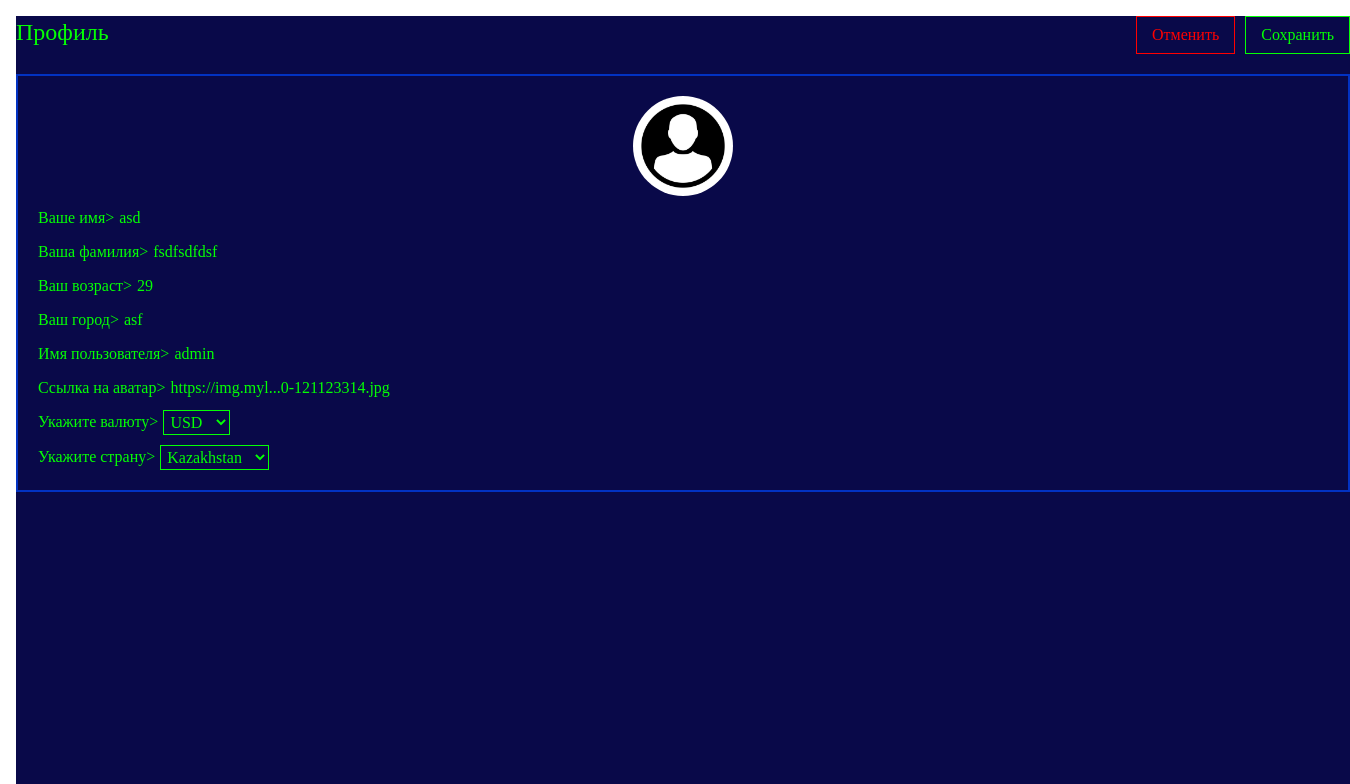 Профиль
Отменить
Сохранить
Ваше имя> asd
Ваша фамилия> fsdfsdfdsf
Ваш возраст> 29
Ваш город> asf
Имя пользователя> admin
Ссылка на аватар> https://img.myl...0-121123314.jpg
Укажите валюту> USD
Укажите страну> Kazakhstan